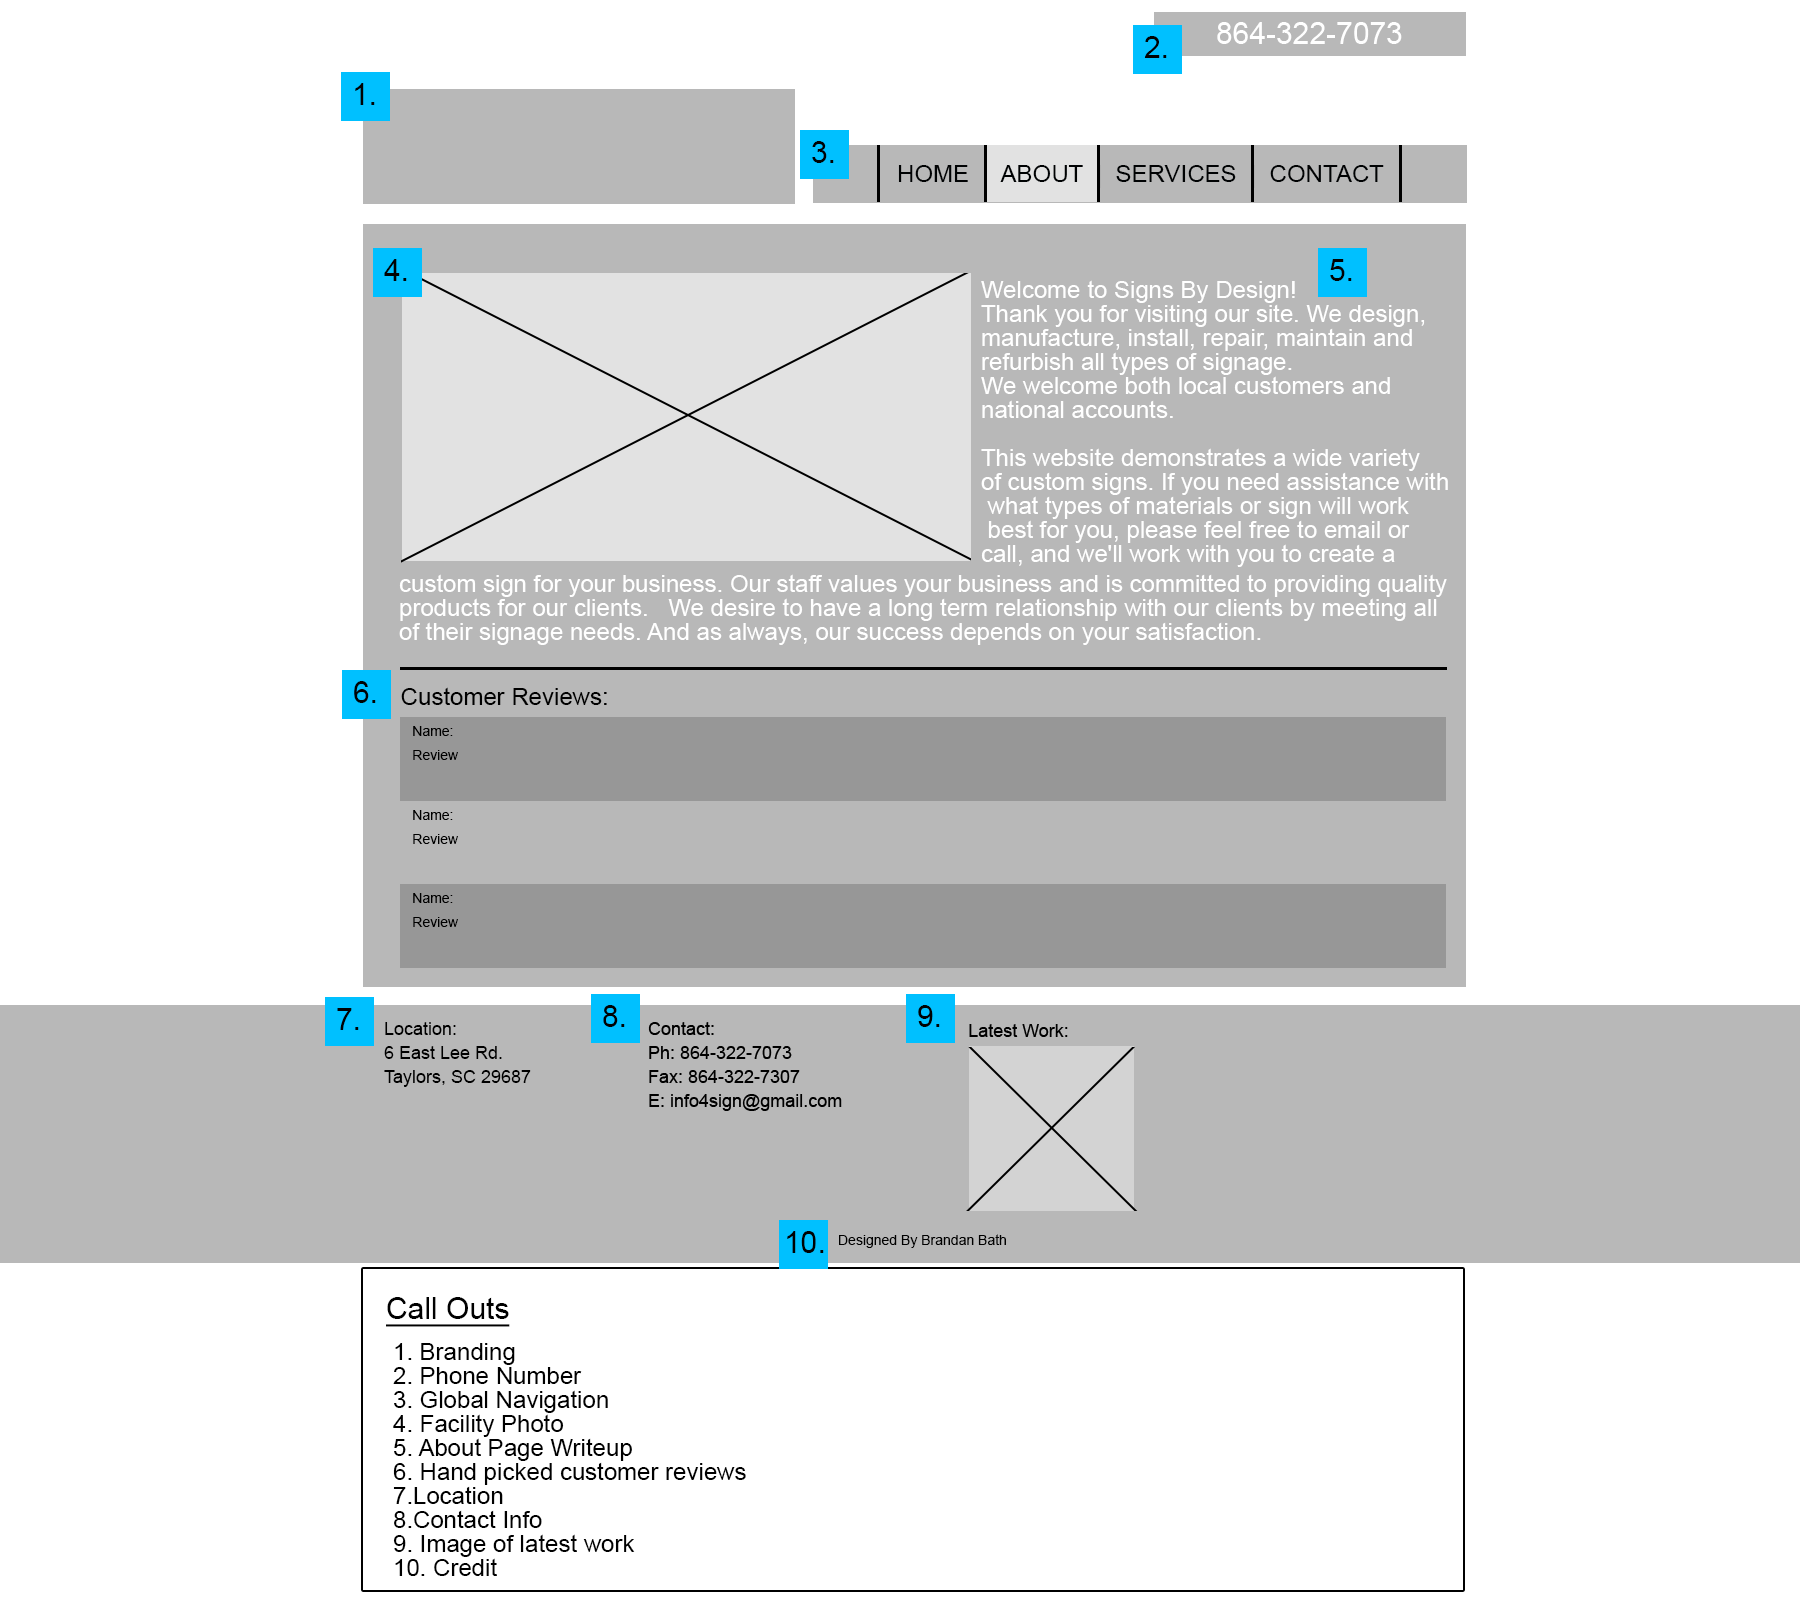 864-322-7073
2.
1.
3.
HOME
ABOUT
SERVICES
CONTACT
4.
5.
Welcome to Signs By Design!
Thank you for visiting our site. We design,
manufacture, install, repair, maintain and
refurbish all types of signage.
We welcome both local customers and
national accounts.
This website demonstrates a wide variety
of custom signs. If you need assistance with
what types of materials or sign will work
best for you, please feel free to email or
call, and we'll work with you to create a
custom sign for your business. Our staff values your business and is committed to providing quality
products for our clients.   We desire to have a long term relationship with our clients by meeting all
of their signage needs. And as always, our success depends on your satisfaction.
6.
Customer Reviews:
Name:
Review
Name:
Review
Name:
Review
7.
Location:
6 East Lee Rd.
Taylors, SC 29687
8.
Contact:
Ph: 864-322-7073
Fax: 864-322-7307
E: info4sign@gmail.com
9.
Latest Work:
10.
Designed By Brandan Bath
Call Outs
1. Branding
2. Phone Number
3. Global Navigation
4. Facility Photo
5. About Page Writeup
6. Hand picked customer reviews
7.Location
8.Contact Info
9. Image of latest work
10. Credit